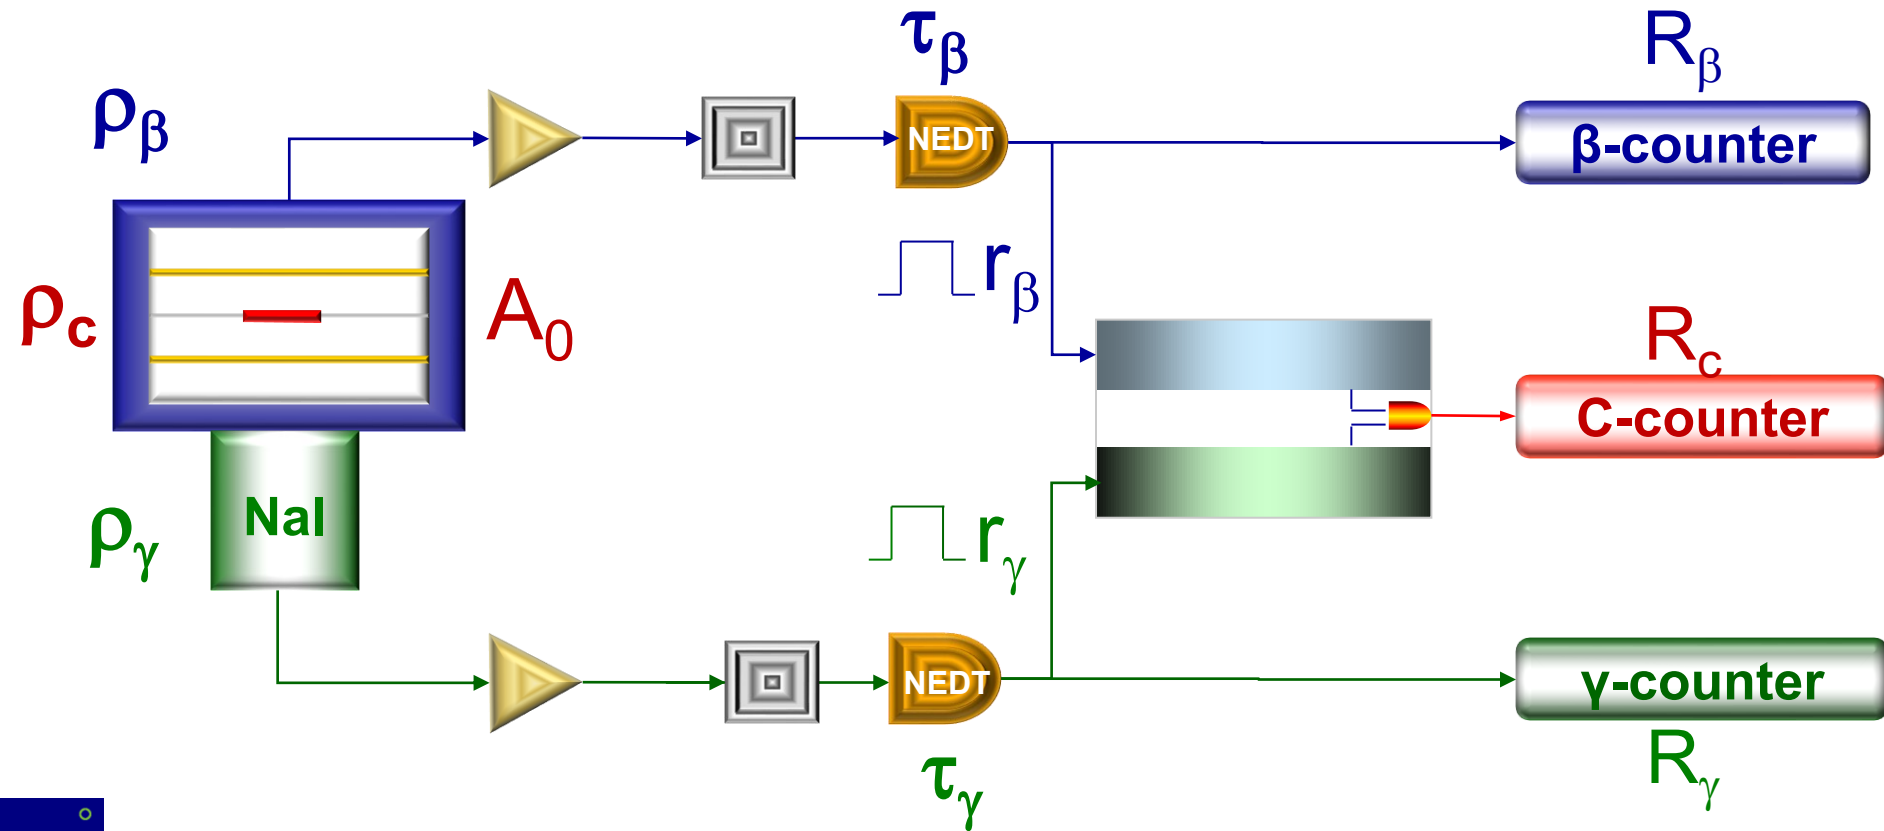 τβ
Rβ
ρβ
NEDT
β-counter
rβ
ρc
A0
Rc
C-counter
NaI
ργ
rγ
NEDT
γ-counter
τγ
Rγ